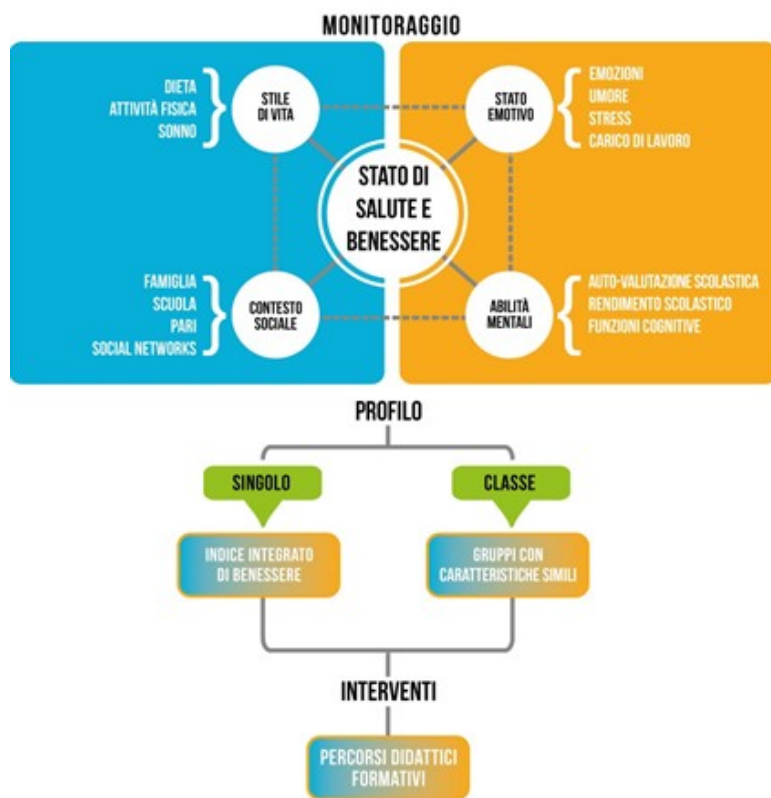 MONITORAGGIO
DIETA
ATTIVITÀ FISICA
SONNO
STILE
DI VITA
STATO
EMOTIVO
EMOZIONI
UMORE
STRESS
CARICO DI LAVORO
STATO DI
SALUTE E
BENESSERE
FAMIGLIA
SCUOLA
PARI
SOCIAL NETWORKS
CONTESTO
SOCIALE
ABILITÀ
MENTALI
AUTO-VALUTAZIONE SCOLASTICA
RENDIMENTO SCOLASTICO
FUNZIONI COGNITIVE
PROFILO
SINGOLO
CLASSE
INDICE INTEGRATO
DI BENESSERE
GRUPPI CON
CARATTERISTICHE SIMILI
INTERVENTI
PERCORSI DIDATTICI
FORMATIVI